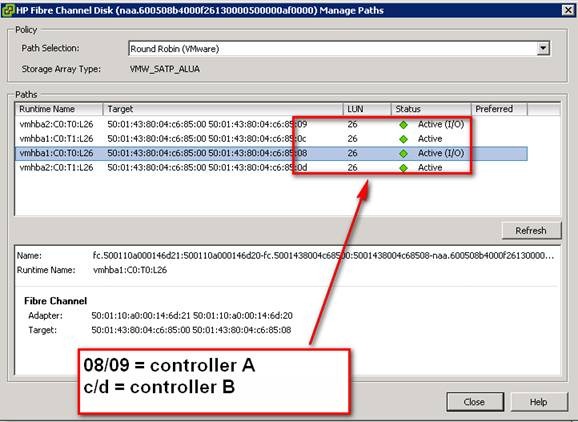 HP Fibre Channel Disk (naa.600508b4000f26130000500000af0000) Manage Paths
Policy
Path Selection: Round Robin (VMware)
Storage Array Type: VMW_SATP_ALUA
Paths
Runtime Name Target LUN Status Preferred
vmhba2:C0:T0:L26 50:01:43:80:04:c6:85:00 50:01:43:80:04:c6:85:09 26 Active (I/O)
vmhba1:C0:T1:L26 50:01:43:80:04:c6:85:00 50:01:43:80:04:c6:85:0c 26 Active
vmhba1:C0:T0:L26 50:01:43:80:04:c6:85:00 50:01:43:80:04:c6:85:08 26 Active (I/O)
vmhba2:C0:T1:L26 50:01:43:80:04:c6:85:00 50:01:43:80:04:c6:85:0d 26 Active
Refresh
Name: fc.500110a000146d21:500110a000146d20-fc.5001438004c68500:5001438004c68508-naa.600508b4000f26130000...
Runtime Name: vmhba1:C0:T0:L26
Fibre Channel
Adapter: 50:01:10:a0:00:14:6d:21 50:01:10:a0:00:14:6d:20
Target: 50:01:43:80:04:c6:85:00 50:01:43:80:04:c6:85:08
08/09 = controller A
c/d = controller B
Close Help